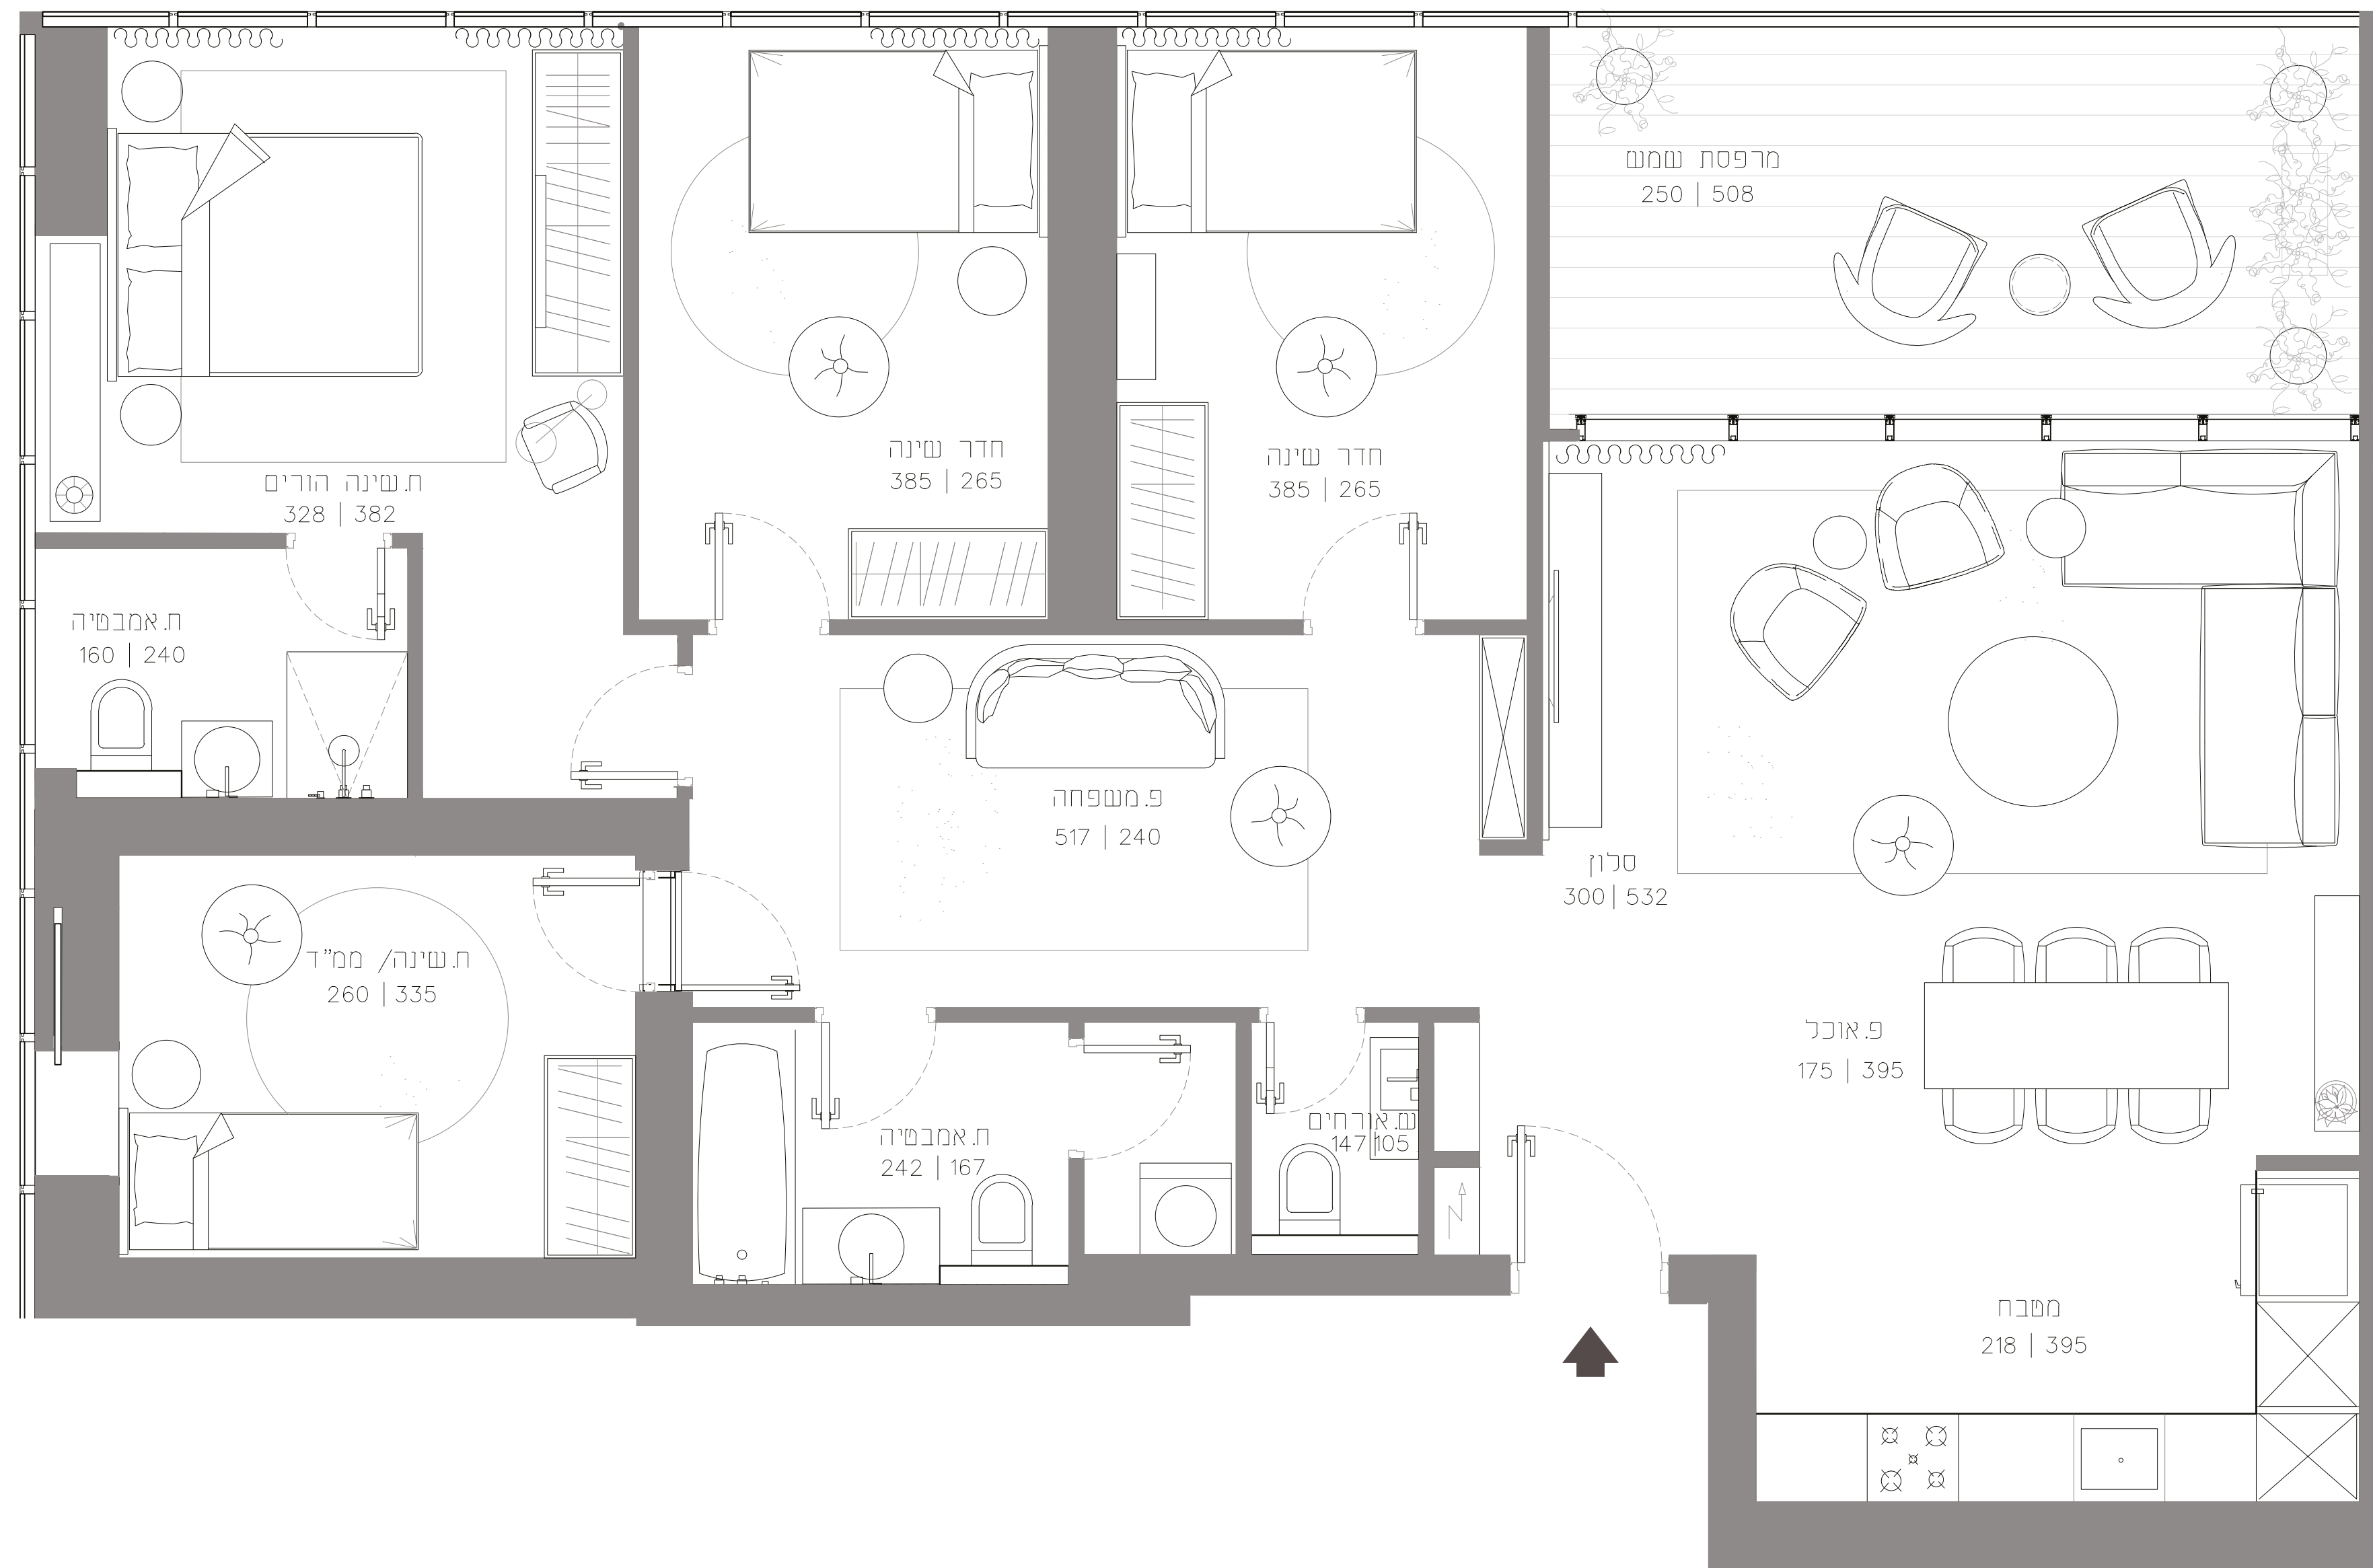 מרפסת שמש
250 | 508
חדר שינה
385 | 265
חדר שינה
385 | 265
ח.שינה הורים
328 | 382
ח.אמבטיה
160 | 240
פ.משפחה
517 | 240
סלון
300 | 532
ח.שינה/ ממ"ד
260 | 335
פ.אוכל
175 | 395
ח.אמבטיה
242 | 167
ש.אורחים
147 | 105
מטבח
218 | 395